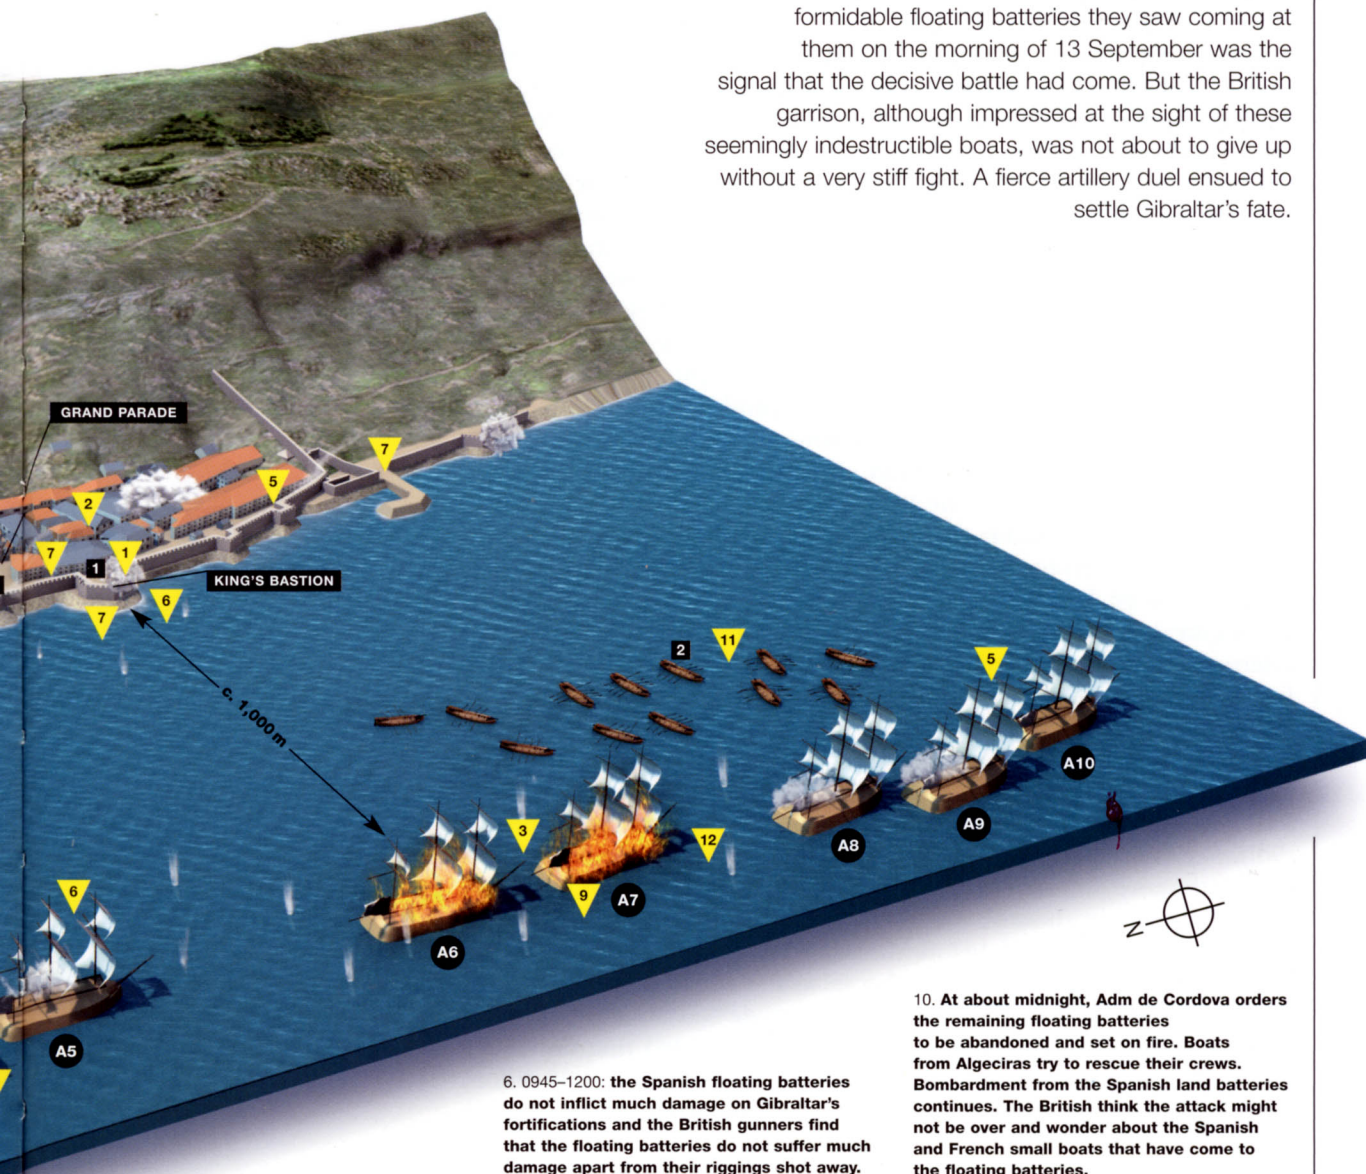 formidable floating batteries they saw coming at
them on the morning of 13 September was the
signal that the decisive battle had come. But the British
garrison, although impressed at the sight of these
seemingly indestructible boats, was not about to give up
without a very stiff fight. A fierce artillery duel ensued to
settle Gibraltar’s fate.
GRAND PARADE
7
5
2
7
1
1
KING’S BASTION
6
7
c. 1,000m
2
11
5
A10
A9
A8
3
12
9
A7
A6
6
A5
N
6. 0945–1200: the Spanish floating batteries
do not inflict much damage on Gibraltar’s
fortifications and the British gunners find
that the floating batteries do not suffer much
damage apart from their riggings shot away.
10. At about midnight, Adm de Cordova orders
the remaining floating batteries
to be abandoned and set on fire. Boats
from Algeciras try to rescue their crews.
Bombardment from the Spanish land batteries
continues. The British think the attack might
not be over and wonder about the Spanish
and French small boats that have come to
the floating batteries.